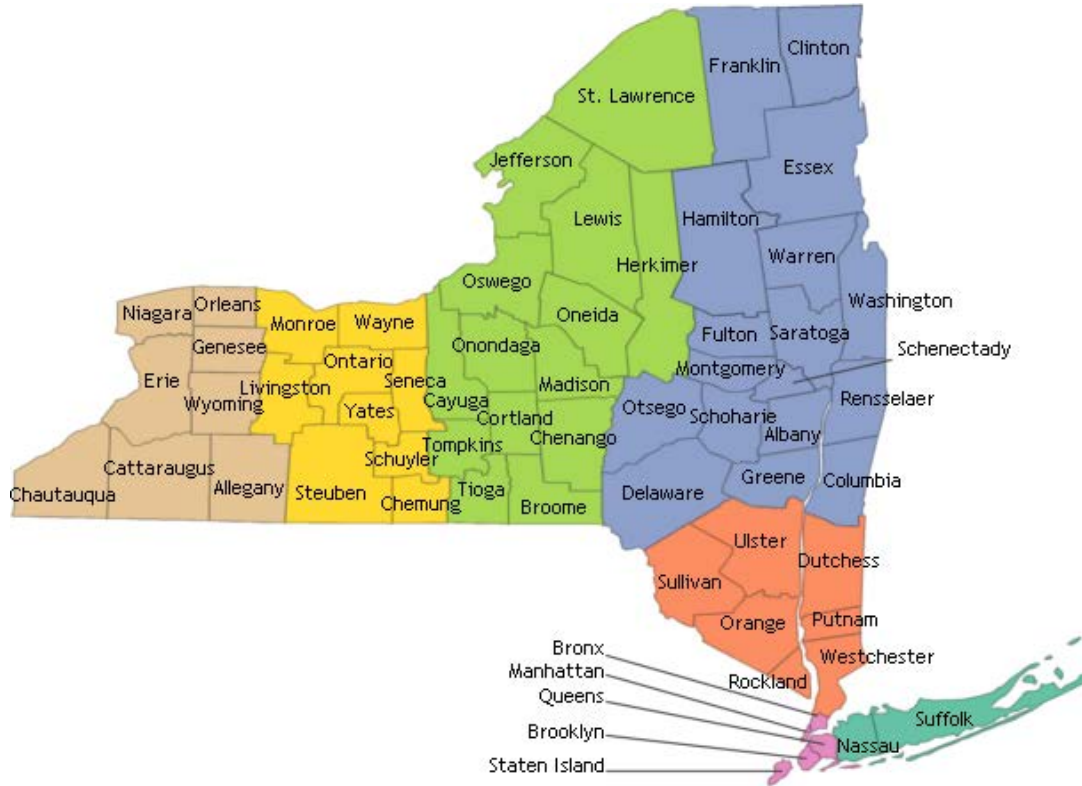 Clinton
Franklin
St. Lawrence
Jefferson
Essex
Lewis
Hamilton
Warren
Herkimer
Oswego
Washington
Orleans
Niagara
Monroe
Wayne
Oneida
Fulton
Saratoga
Genesee
Onondaga
Schenectady
Ontario
Montgomery
Erie
Livingston
Seneca
Madison
Wyoming
Cayuga
Rensselaer
Yates
Cortland
Otsego
Schoharie
Albany
Tompkins
Chenango
Schuyler
Cattaraugus
Greene
Columbia
Chautauqua
Allegany
Steuben
Tioga
Delaware
Chemung
Broome
Ulster
Dutchess
Sullivan
Orange
Putnam
Bronx
Westchester
Manhattan
Rockland
Queens
Suffolk
Brooklyn
Nassau
Staten Island